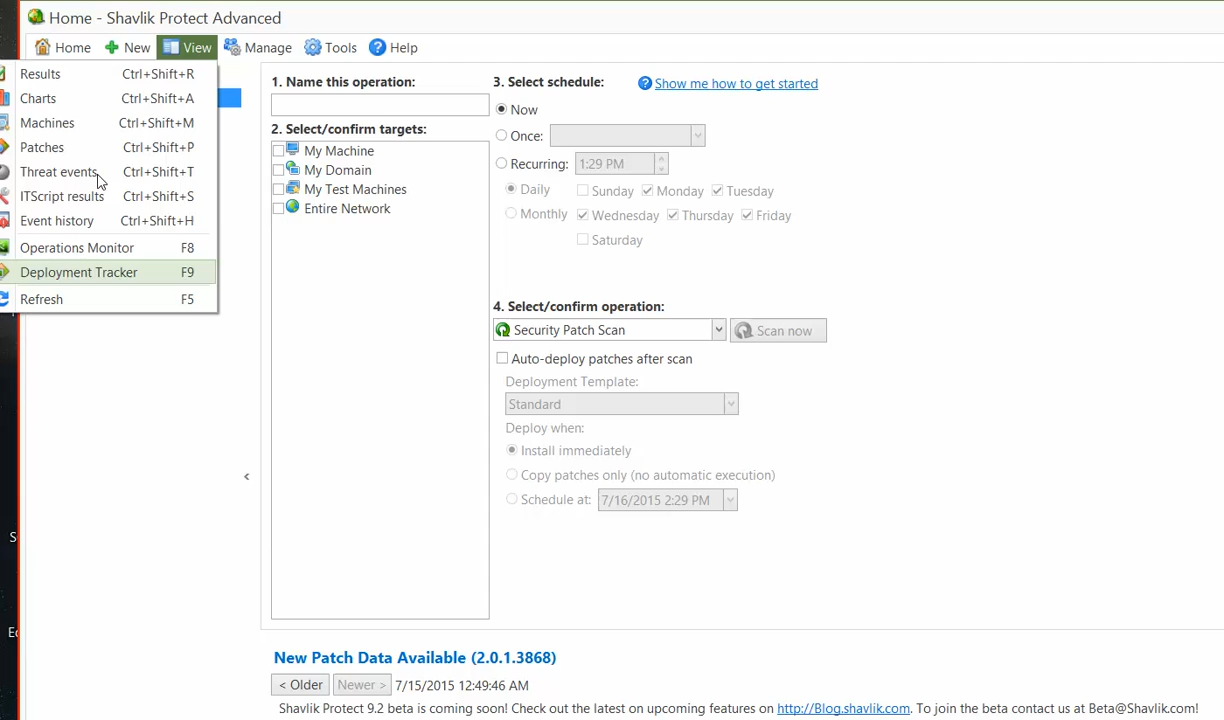 Home - Shavlik Protect Advanced
Home New View Manage Tools Help
Results Ctrl+Shift+R
Charts Ctrl+Shift+A
Machines Ctrl+Shift+M
Patches Ctrl+Shift+P
Threat events Ctrl+Shift+T
ITScript results Ctrl+Shift+S
Event history Ctrl+Shift+H
Operations Monitor F8
Deployment Tracker F9
Refresh F5
1. Name this operation:
2. Select/confirm targets:
My Machine
My Domain
My Test Machines
Entire Network
3. Select schedule:
Show me how to get started
Now
Once:
Recurring: 1:29 PM
Daily Sunday Monday Tuesday
Monthly Wednesday Thursday Friday
Saturday
4. Select/confirm operation:
Security Patch Scan Scan now
Auto-deploy patches after scan
Deployment Template:
Standard
Deploy when:
Install immediately
Copy patches only (no automatic execution)
Schedule at: 7/16/2015 2:29 PM
New Patch Data Available (2.0.1.3868)
< Older Newer > 7/15/2015 12:49:46 AM
Shavlik Protect 9.2 beta is coming soon! Check out the latest on upcoming features on http://Blog.shavlik.com. To join the beta contact us at Beta@Shavlik.com!